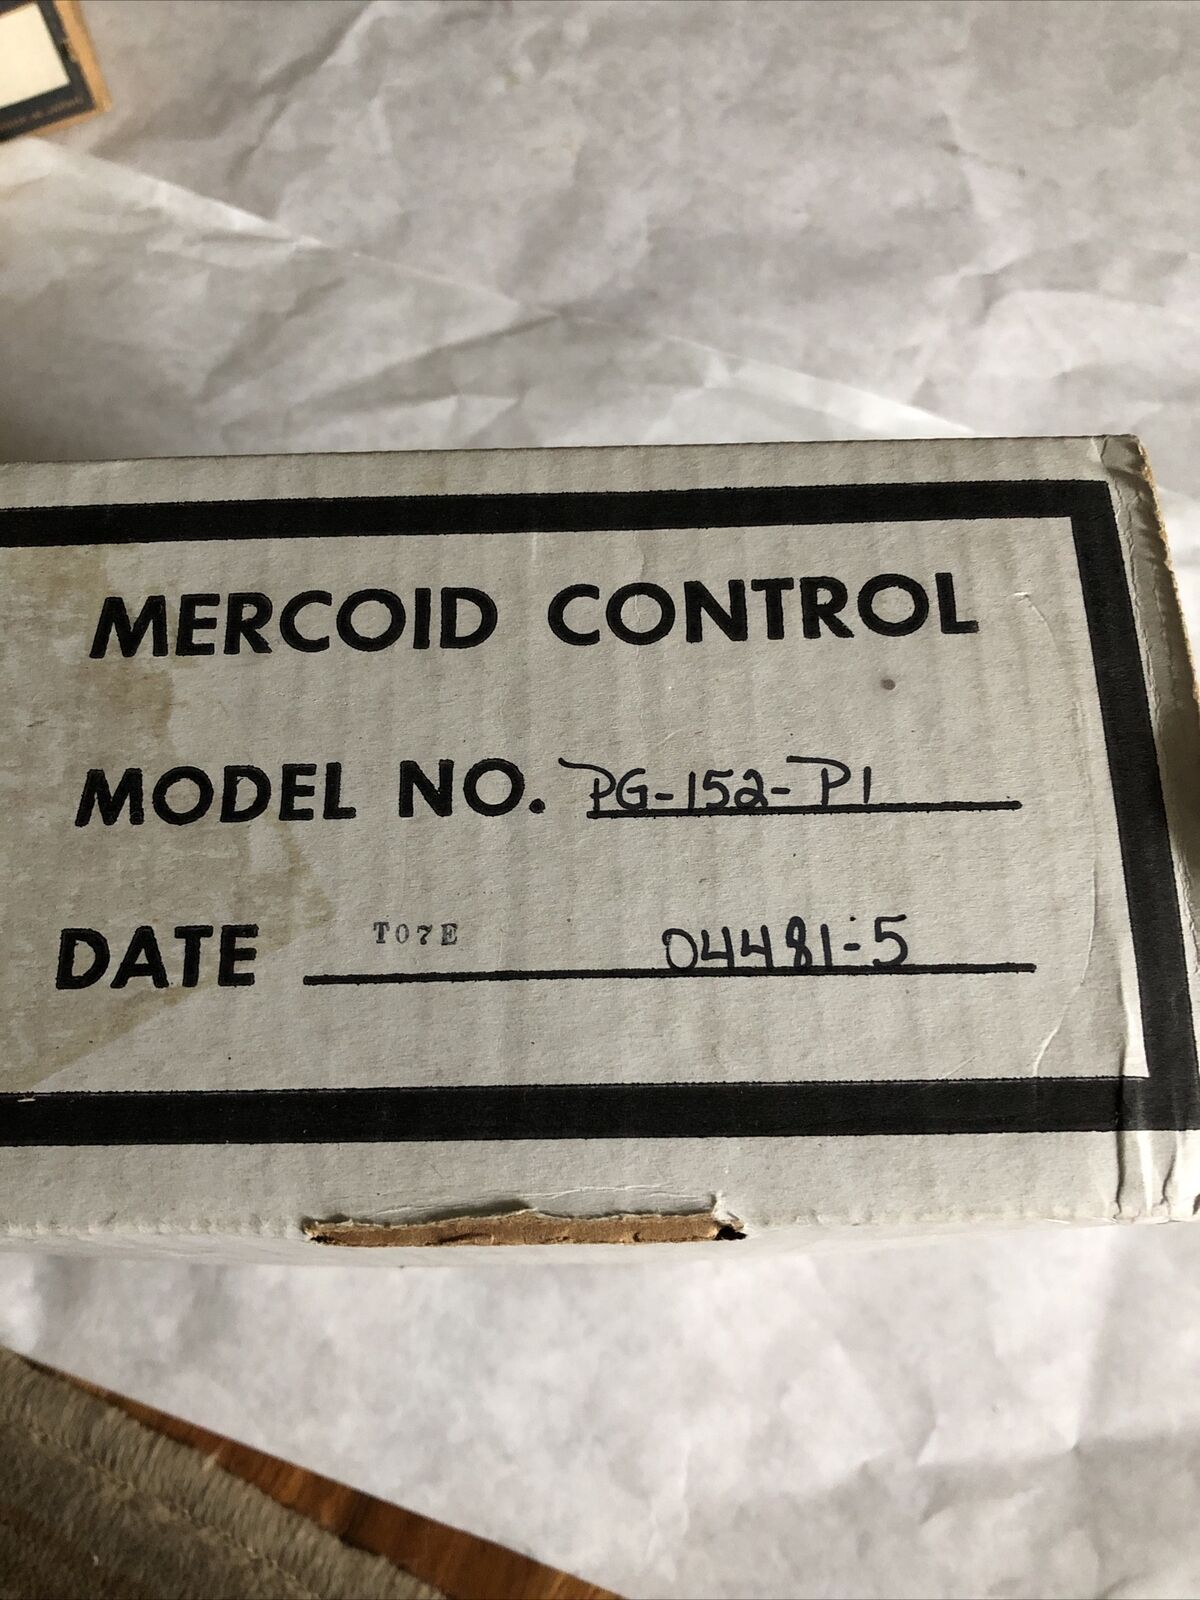 MERCOID CONTROL
MODEL NO. PG-152-P1
DATE T07E 04481-5